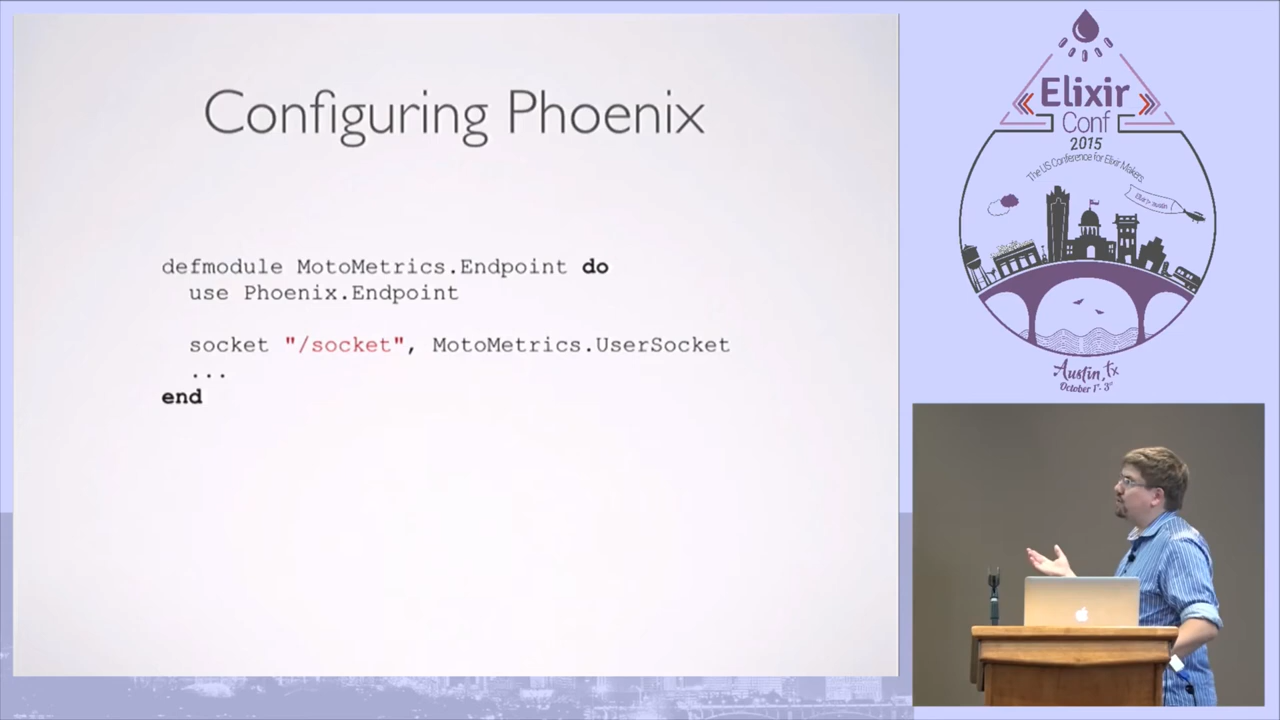 Configuring Phoenix
defmodule MotoMetrics.Endpoint do
use Phoenix.Endpoint
socket "/socket", MotoMetrics.UserSocket
...
end
Elixir
Conf
2015
The US Conference for Elixir Makers
Austin, Tx
October 1st - 3rd